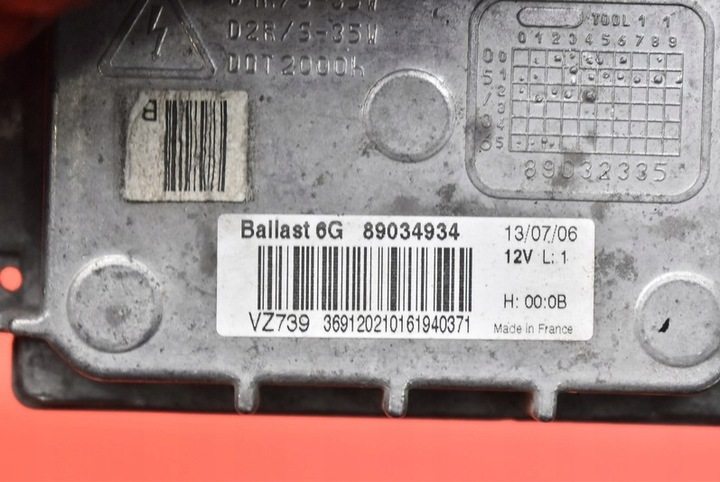 D2R/S-35W
TOOL 1 1
0 1 2 3 4 5 6 7 8 9
89032335
B
Ballast 6G 89034934
13/07/06
12V L: 1
H: 00:0B
VZ739 369120210161940371
Made in France